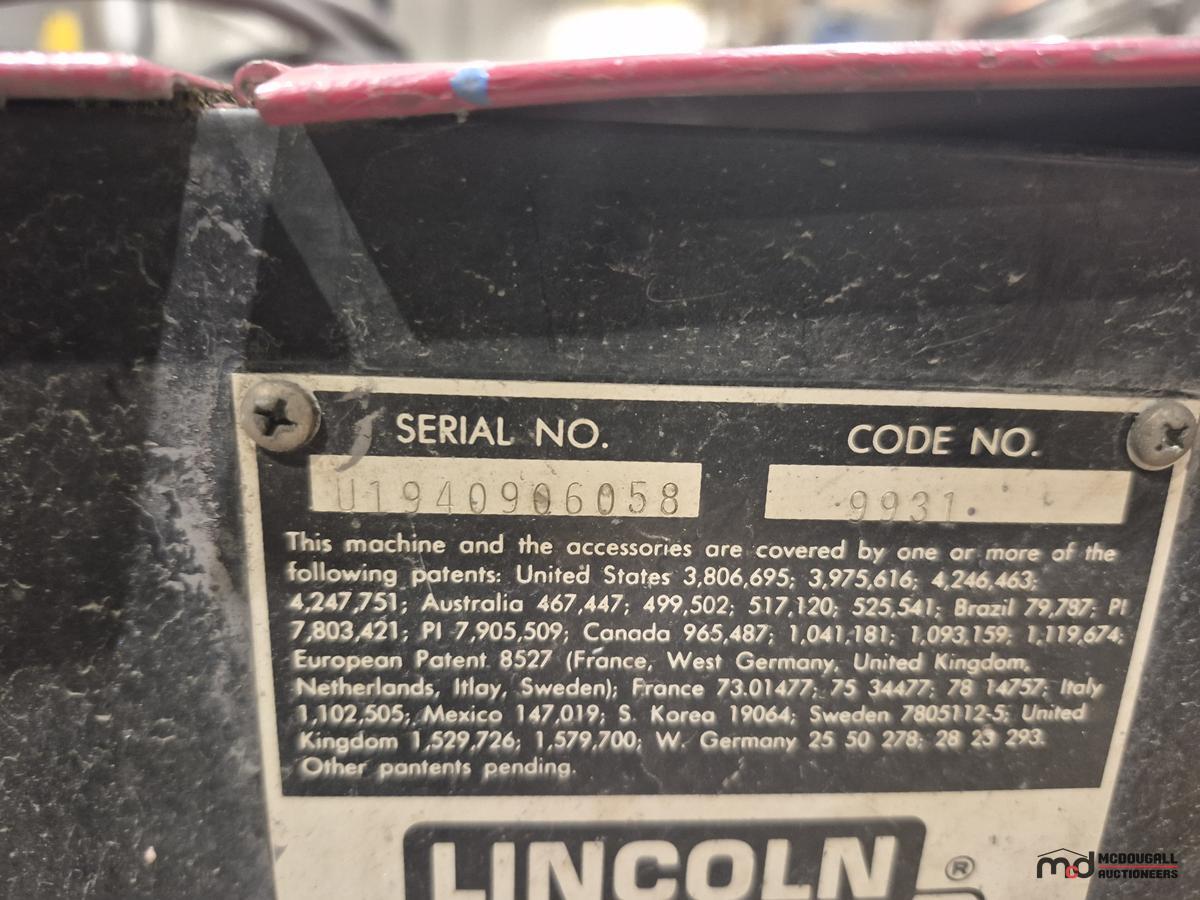 SERIAL NO.
CODE NO.
U1940906058
9931
This machine and the accessories are covered by one or more of the
following patents: United States 3,806,695; 3,975,616; 4,246,463;
4,247,751; Australia 467,447; 499,502; 517,120; 525,541; Brazil 79,787; PI
7,803,421; PI 7,905,509; Canada 965,487; 1,041,181; 1,093,159; 1,119,674;
European Patent 8527 (France, West Germany, United Kingdom,
Netherlands, Itlay, Sweden); France 73.01477; 75 34477; 78 14757; Italy
1,102,505; Mexico 147,019; S. Korea 19064; Sweden 7805112-5; United
Kingdom 1,529,726; 1,579,700; W. Germany 25 50 278; 28 23 293.
Other pantents pending.
LINCOLN ®
mcd MCDOUGALL
AUCTIONEERS